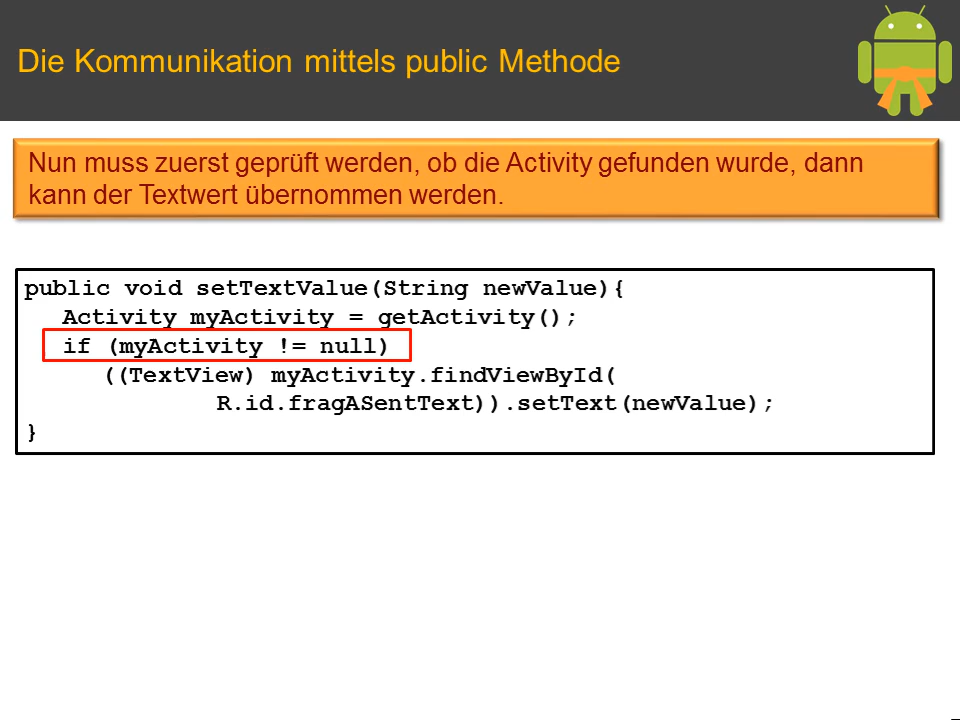 Die Kommunikation mittels public Methode
Nun muss zuerst geprüft werden, ob die Activity gefunden wurde, dann
kann der Textwert übernommen werden.
public void setTextValue(String newValue){
Activity myActivity = getActivity();
if (myActivity != null)
((TextView) myActivity.findViewById(
R.id.fragASentText)).setText(newValue);
}